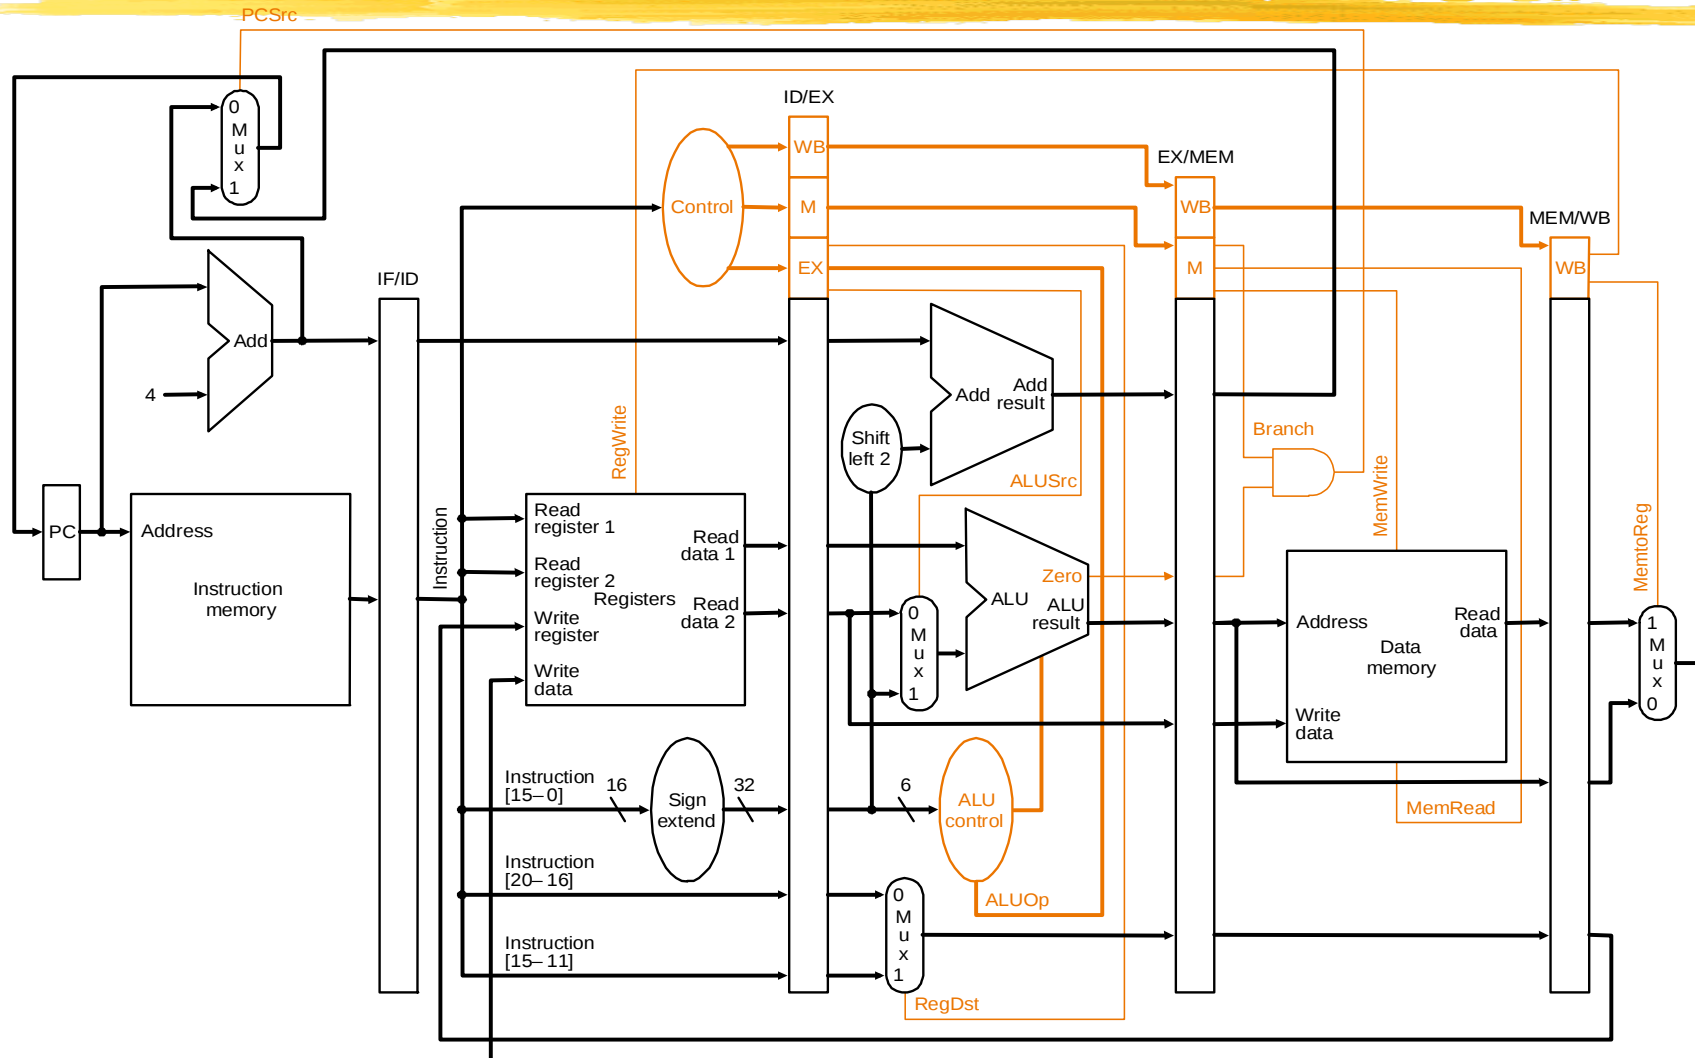 PCSrc
0
M
u
x
1
ID/EX
WB
Control
M
EX
EX/MEM
WB
M
MEM/WB
WB
IF/ID
Add
4
RegWrite
Add
Add
result
Shift
left 2
ALUSrc
Branch
MemWrite
MemtoReg
PC
Address
Instruction
memory
Instruction
Read
register 1
Read
register 2
Write
register
Write
data
Registers
Read
data 1
Read
data 2
0
M
u
x
1
Zero
ALU
ALU
result
Address
Data
memory
Read
data
Write
data
1
M
u
x
0
Instruction
[15–0]
16
Sign
extend
32
6
ALU
control
MemRead
Instruction
[20–16]
ALUOp
0
M
u
x
1
Instruction
[15–11]
RegDst